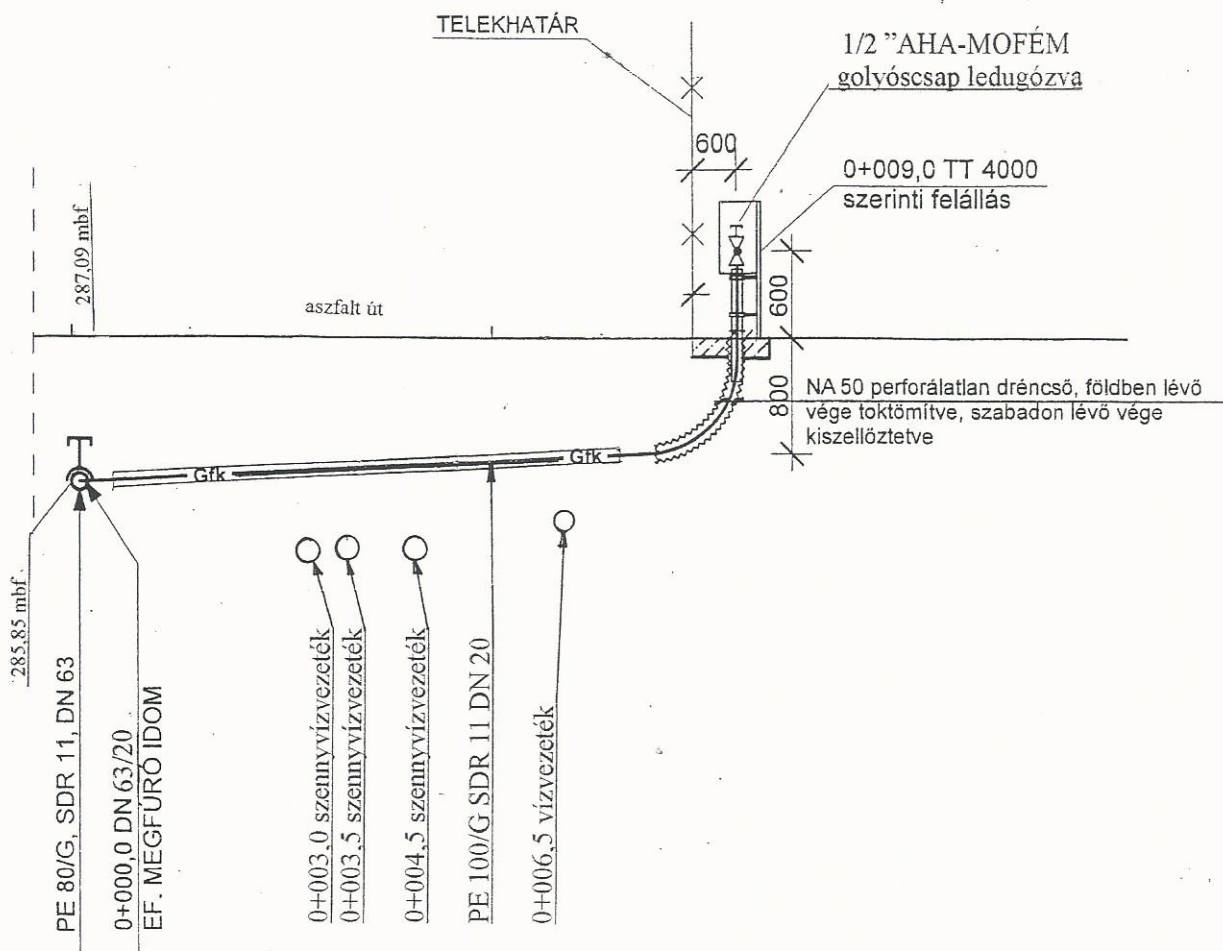 TELEKHATÁR
1/2 ”AHA-MOFÉM
golyóscsap ledugózva
600
0+009,0 TT 4000
szerinti felállás
287,09 mbf
aszfalt út
600
800
NA 50 perforálatlan dréncső, földben lévő
vége toktömítve, szabadon lévő vége
kiszellőztetve
Gfk
Gfk
285,85 mbf
PE 80/G, SDR 11, DN 63
0+000,0 DN 63/20
EF. MEGFÚRÓ IDOM
0+003,0 szennyvízvezeték
0+003,5 szennyvízvezeték
0+004,5 szennyvízvezeték
PE 100/G SDR 11 DN 20
0+006,5 vízvezeték